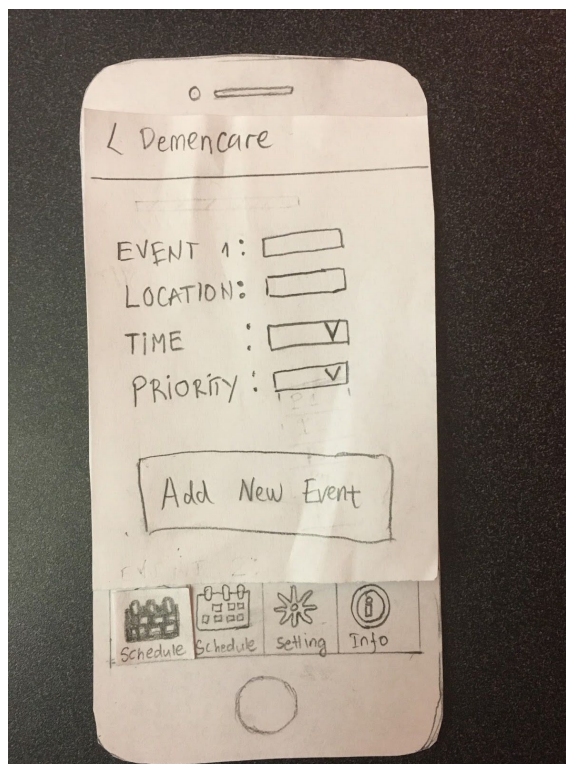 < Demencare
EVENT 1:
LOCATION:
TIME :
PRIORITY :
Add New Event
Schedule Schedule Setting Info